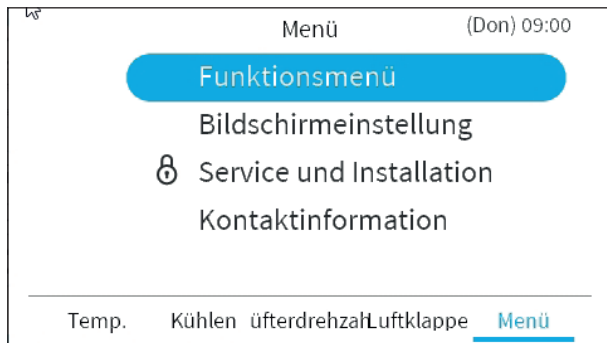 Menü (Don) 09:00
Funktionsmenü
Bildschirmeinstellung
Service und Installation
Kontaktinformation
Temp. Kühlen üfterdrehzah Luftklappe Menü